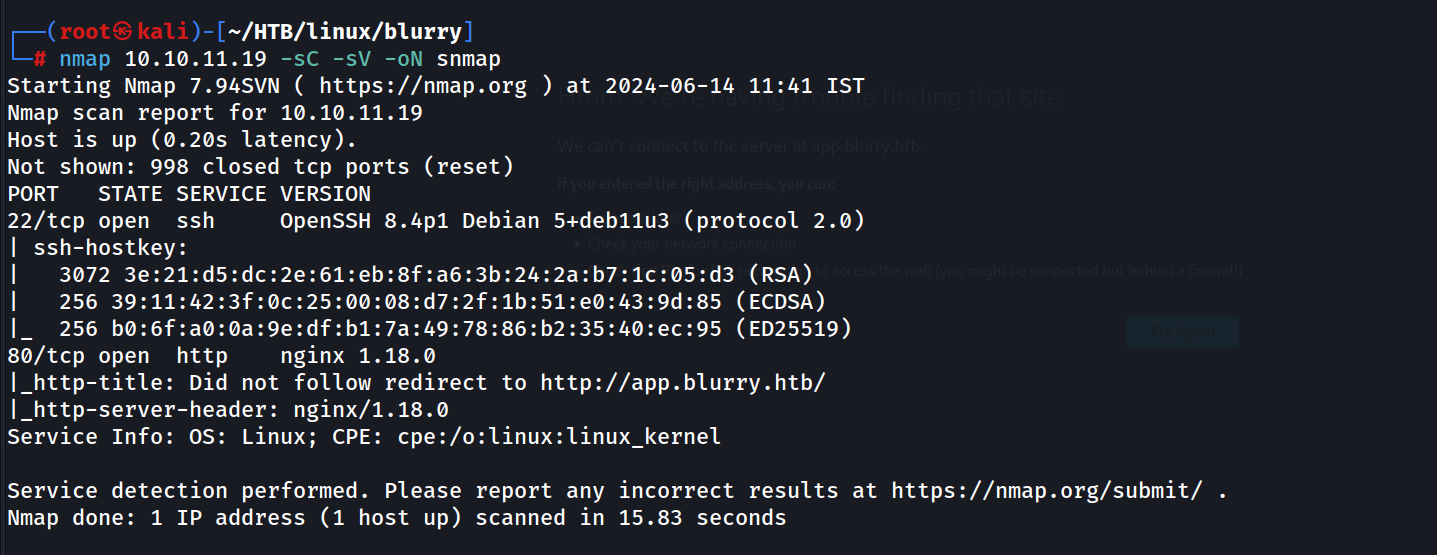 ┌──(root㉿kali)-[~/HTB/linux/blurry]
└─# nmap 10.10.11.19 -sC -sV -oN snmap
Starting Nmap 7.94SVN ( https://nmap.org ) at 2024-06-14 11:41 IST
Nmap scan report for 10.10.11.19
Host is up (0.20s latency).
Not shown: 998 closed tcp ports (reset)
PORT   STATE SERVICE VERSION
22/tcp open  ssh     OpenSSH 8.4p1 Debian 5+deb11u3 (protocol 2.0)
| ssh-hostkey:
|   3072 3e:21:d5:dc:2e:61:eb:8f:a6:3b:24:2a:b7:1c:05:d3 (RSA)
|   256 39:11:42:3f:0c:25:00:08:d7:2f:1b:51:e0:43:9d:85 (ECDSA)
|_  256 b0:6f:a0:0a:9e:df:b1:7a:49:78:86:b2:35:40:ec:95 (ED25519)
80/tcp open  http    nginx 1.18.0
|_http-title: Did not follow redirect to http://app.blurry.htb/
|_http-server-header: nginx/1.18.0
Service Info: OS: Linux; CPE: cpe:/o:linux:linux_kernel
Service detection performed. Please report any incorrect results at https://nmap.org/submit/ .
Nmap done: 1 IP address (1 host up) scanned in 15.83 seconds
We're having trouble finding that site.
We can't connect to the server at app.blurry.htb.
If you entered the right address, you can:
• Check your network connection
to access the web (you might be connected but behind a firewall)
Try Again